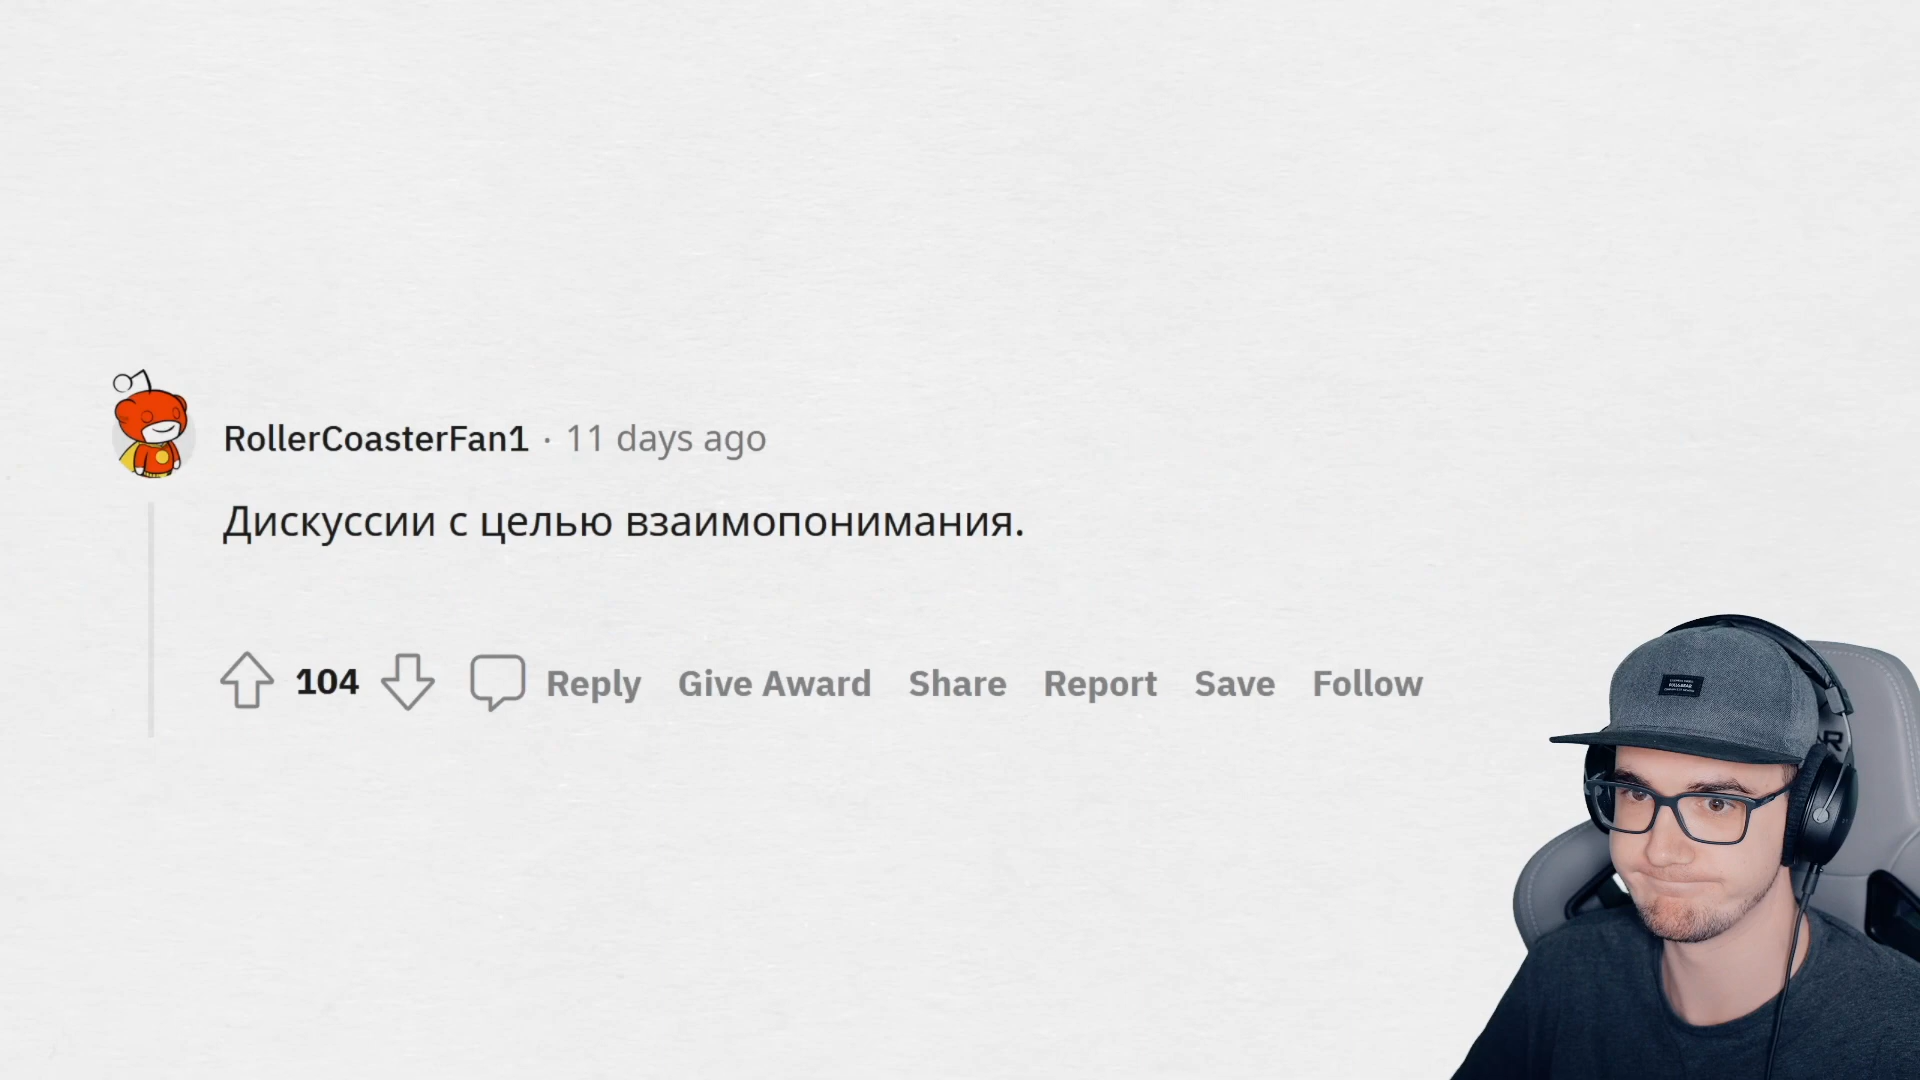 RollerCoasterFan1 · 11 days ago
Дискуссии с целью взаимопонимания.
104 Reply Give Award Share Report Save Follow